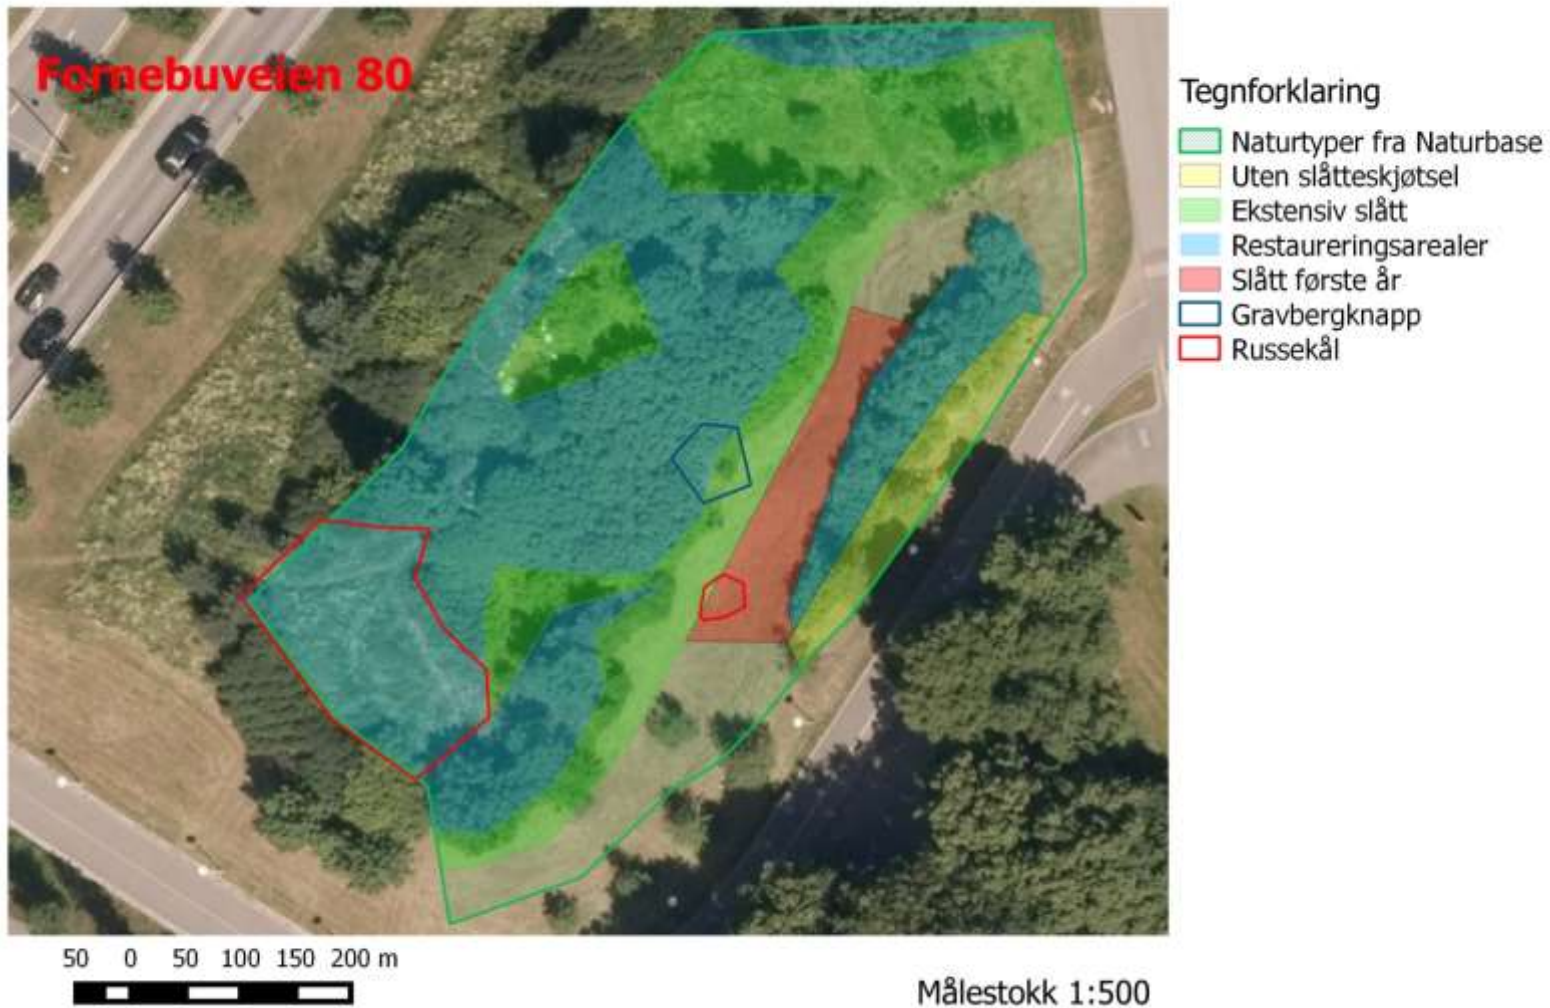 Fornebuveien 80
Tegnforklaring
Naturtyper fra Naturbase
Uten slåtteskjøtsel
Ekstensiv slått
Restaureringsarealer
Slått første år
Gravbergknapp
Russekål
50 0 50 100 150 200 m
Målestokk 1:500